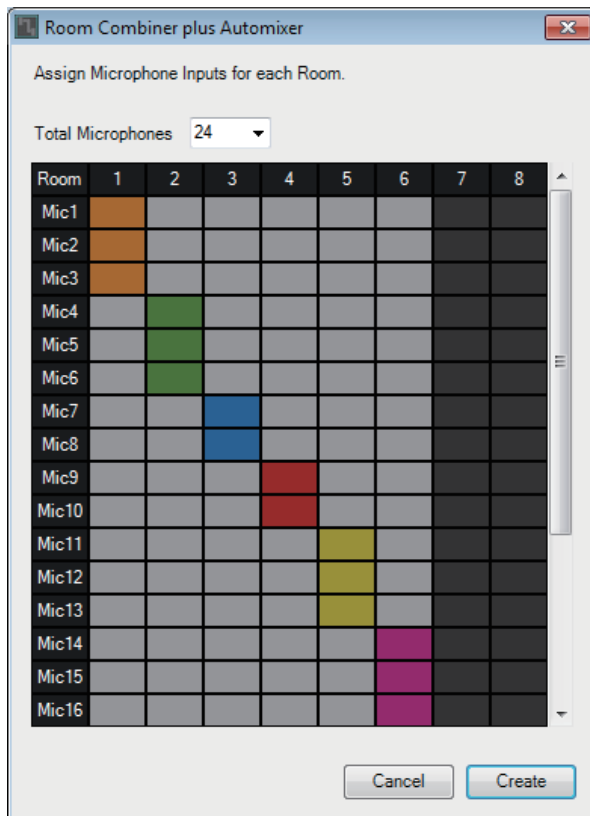 Room Combiner plus Automixer
Assign Microphone Inputs for each Room.
Total Microphones 24
Room 1 2 3 4 5 6 7 8
Mic1
Mic2
Mic3
Mic4
Mic5
Mic6
Mic7
Mic8
Mic9
Mic10
Mic11
Mic12
Mic13
Mic14
Mic15
Mic16
Cancel Create